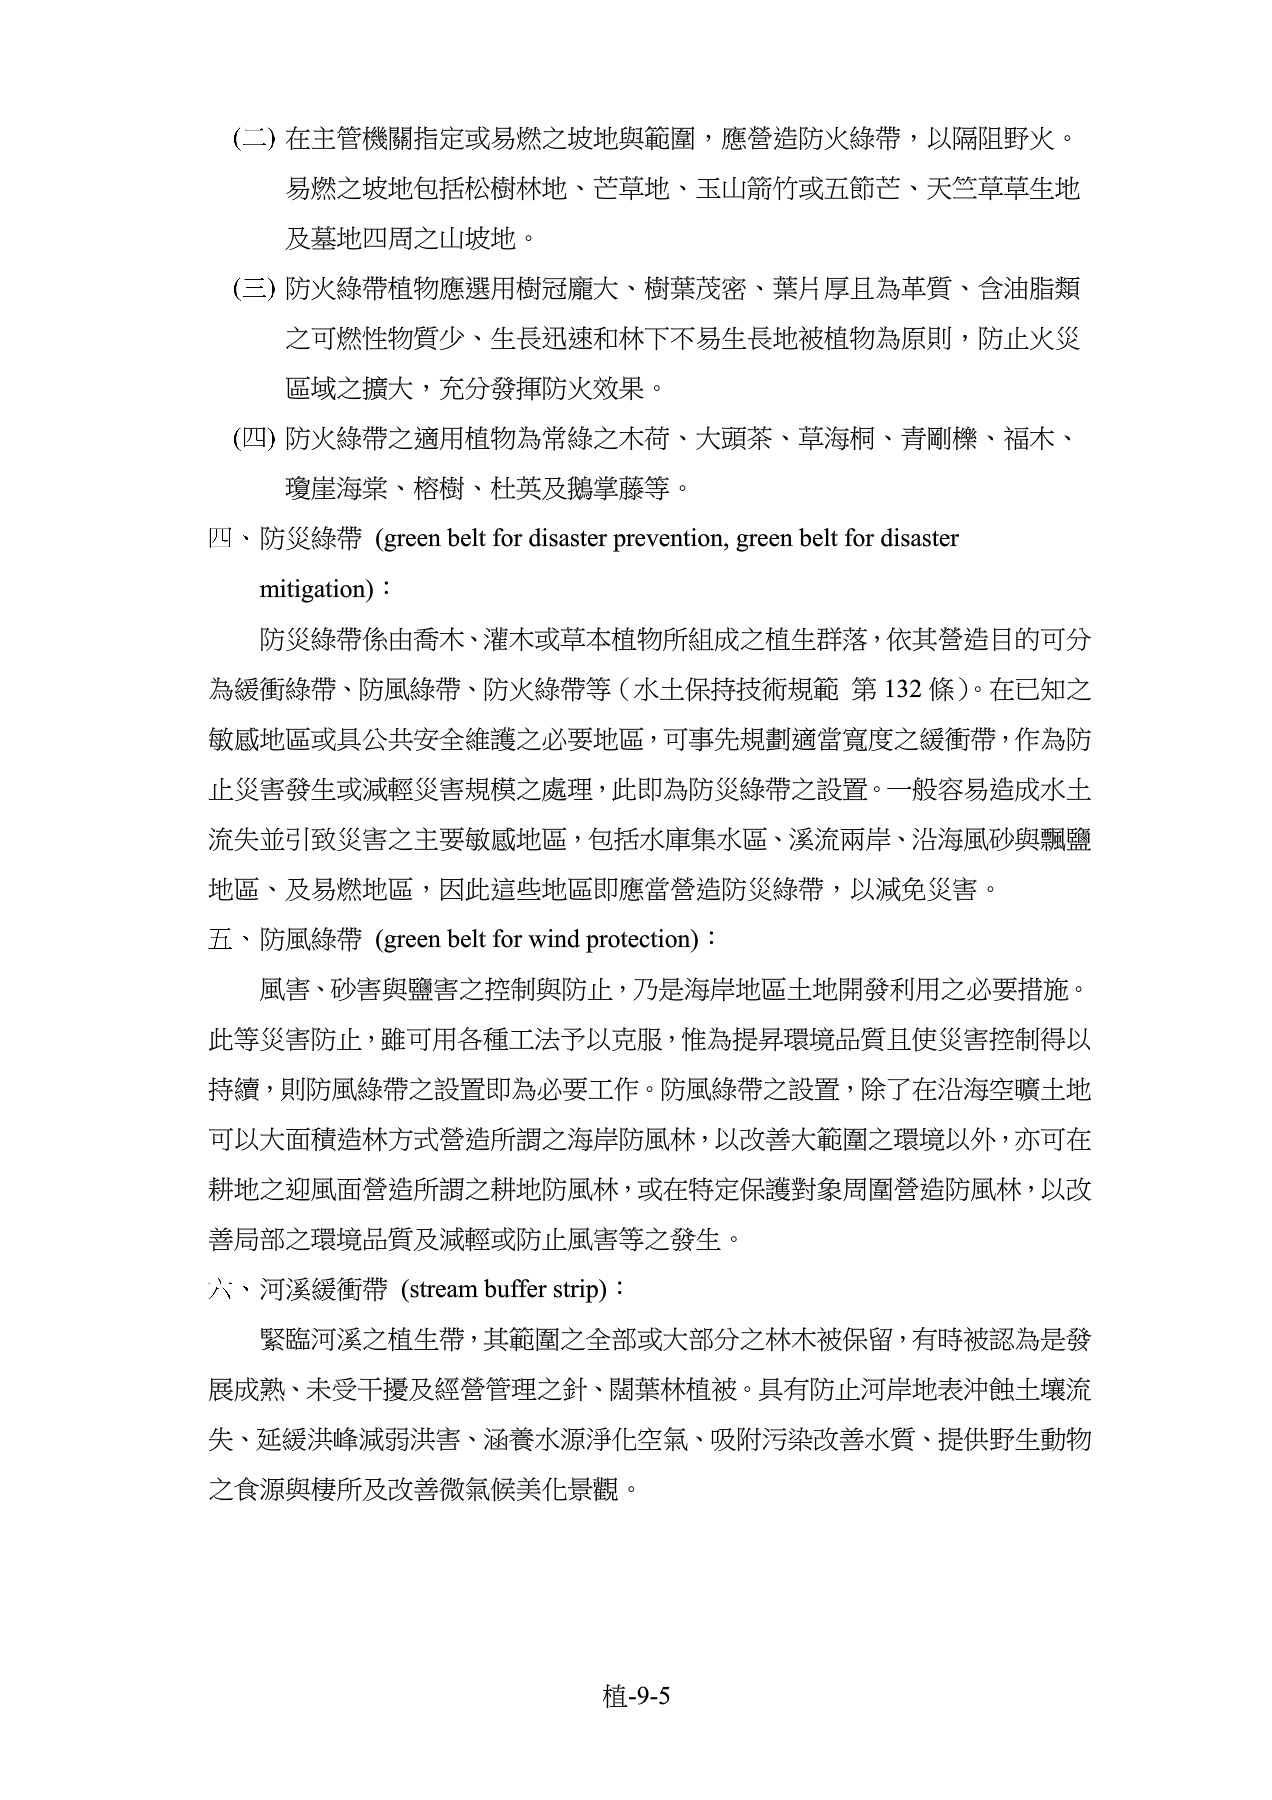 (二) 在主管機關指定或易燃之坡地與範圍，應營造防火綠帶，以隔阻野火。
易燃之坡地包括松樹林地、芒草地、玉山箭竹或五節芒、天竺草草生地
及墓地四周之山坡地。
(三) 防火綠帶植物應選用樹冠龐大、樹葉茂密、葉片厚且為革質、含油脂類
之可燃性物質少、生長迅速和林下不易生長地被植物為原則，防止火災
區域之擴大，充分發揮防火效果。
(四) 防火綠帶之適用植物為常綠之木荷、大頭茶、草海桐、青剛櫟、福木、
瓊崖海棠、榕樹、杜英及鵝掌藤等。
四、防災綠帶 (green belt for disaster prevention, green belt for disaster
mitigation)：
防災綠帶係由喬木、灌木或草本植物所組成之植生群落，依其營造目的可分
為緩衝綠帶、防風綠帶、防火綠帶等（水土保持技術規範 第 132 條）。在已知之
敏感地區或具公共安全維護之必要地區，可事先規劃適當寬度之緩衝帶，作為防
止災害發生或減輕災害規模之處理，此即為防災綠帶之設置。一般容易造成水土
流失並引致災害之主要敏感地區，包括水庫集水區、溪流兩岸、沿海風砂與飄鹽
地區、及易燃地區，因此這些地區即應當營造防災綠帶，以減免災害。
五、防風綠帶 (green belt for wind protection)：
風害、砂害與鹽害之控制與防止，乃是海岸地區土地開發利用之必要措施。
此等災害防止，雖可用各種工法予以克服，惟為提昇環境品質且使災害控制得以
持續，則防風綠帶之設置即為必要工作。防風綠帶之設置，除了在沿海空曠土地
可以大面積造林方式營造所謂之海岸防風林，以改善大範圍之環境以外，亦可在
耕地之迎風面營造所謂之耕地防風林，或在特定保護對象周圍營造防風林，以改
善局部之環境品質及減輕或防止風害等之發生。
六、河溪緩衝帶 (stream buffer strip)：
緊臨河溪之植生帶，其範圍之全部或大部分之林木被保留，有時被認為是發
展成熟、未受干擾及經營管理之針、闊葉林植被。具有防止河岸地表沖蝕土壤流
失、延緩洪峰減弱洪害、涵養水源淨化空氣、吸附污染改善水質、提供野生動物
之食源與棲所及改善微氣候美化景觀。
植-9-5